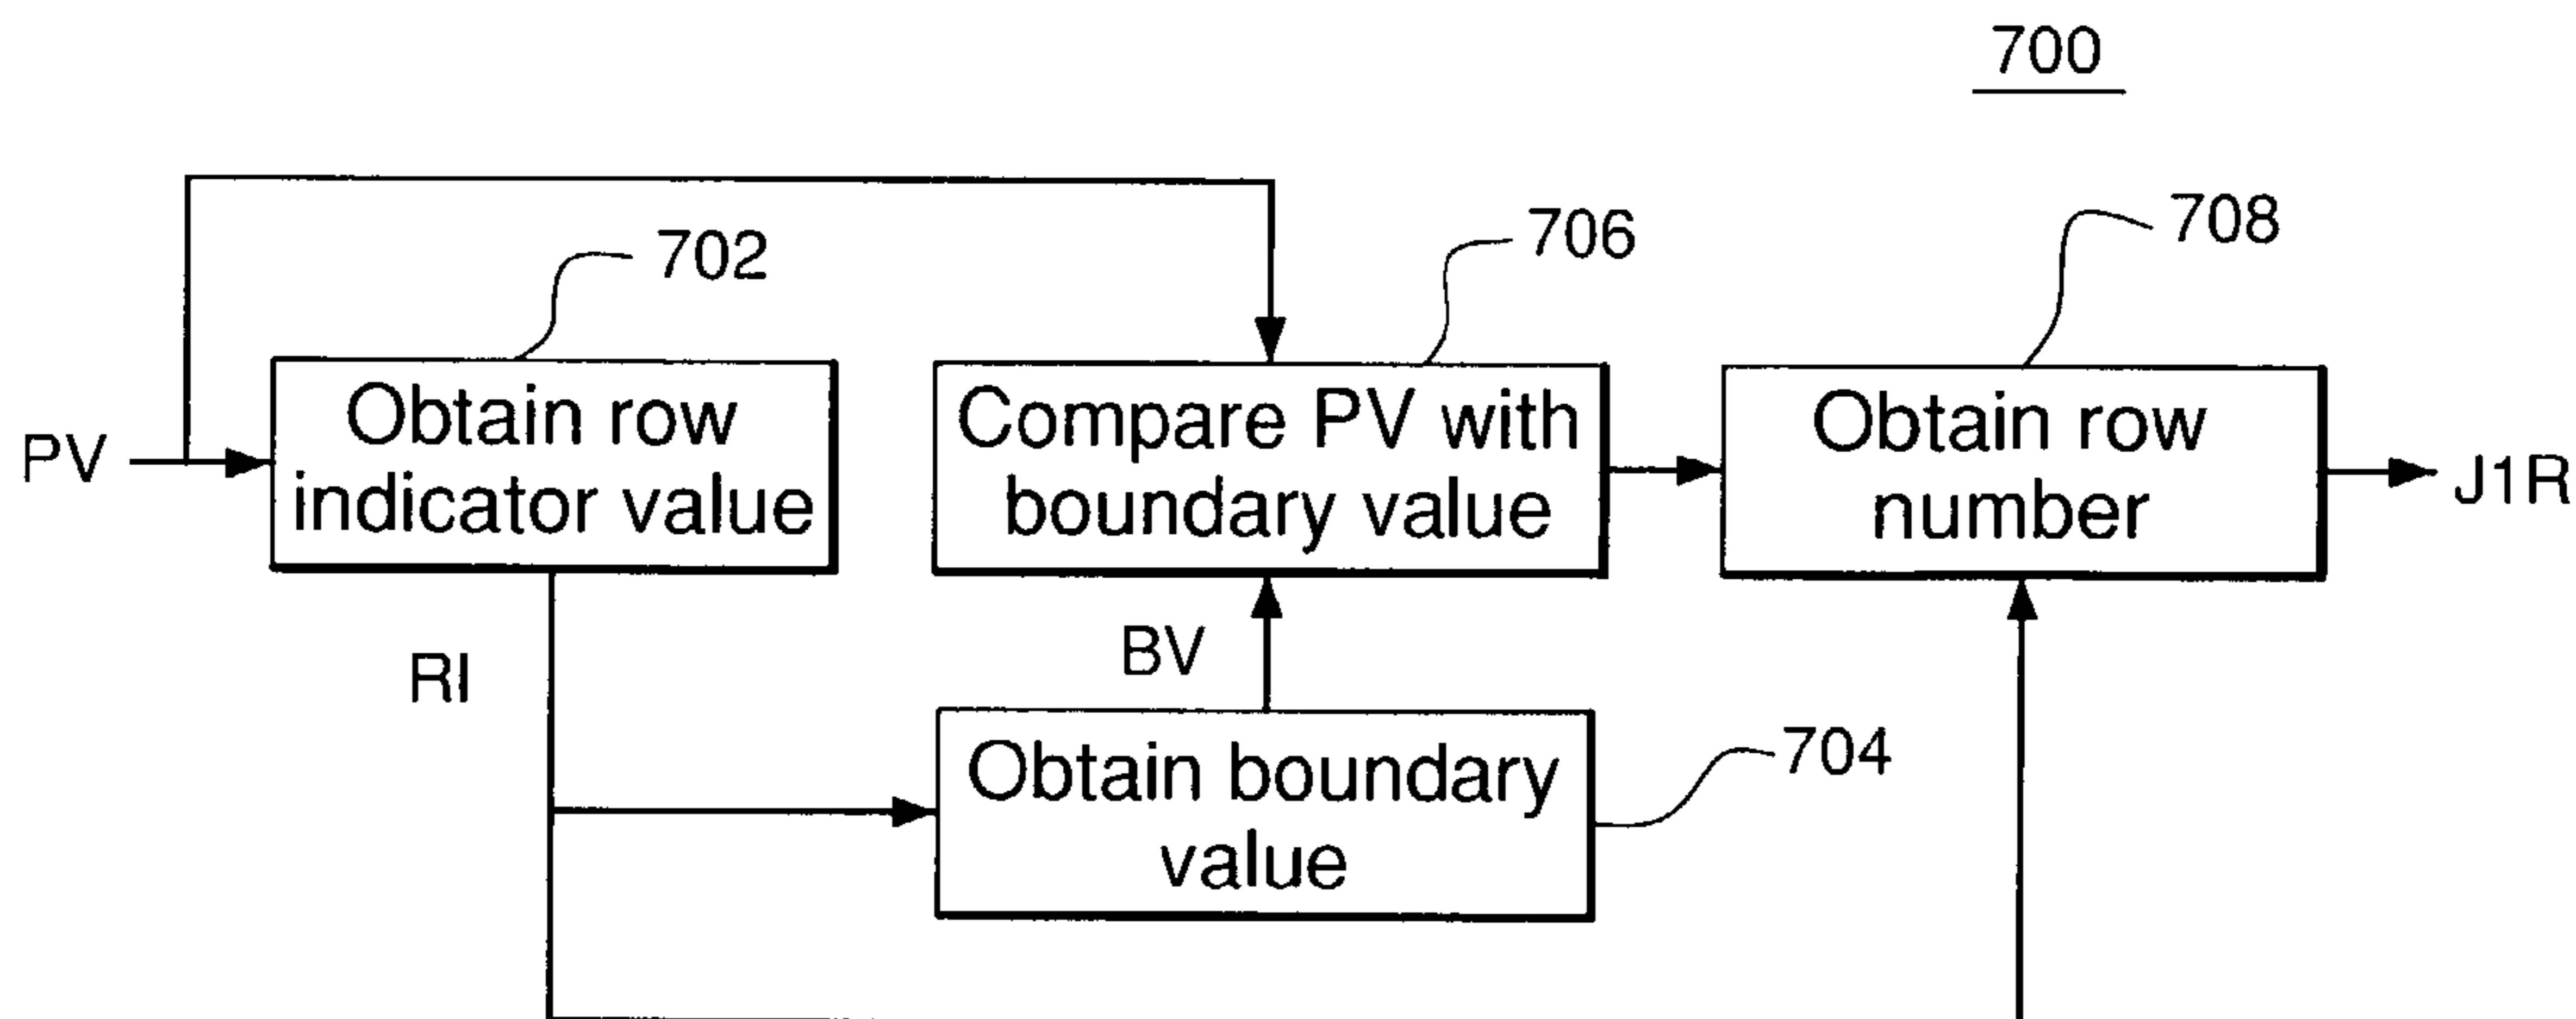 700
702
706
708
PV
Obtain row
indicator value
Compare PV with
boundary value
Obtain row
number
J1R
RI
BV
Obtain boundary
value
704